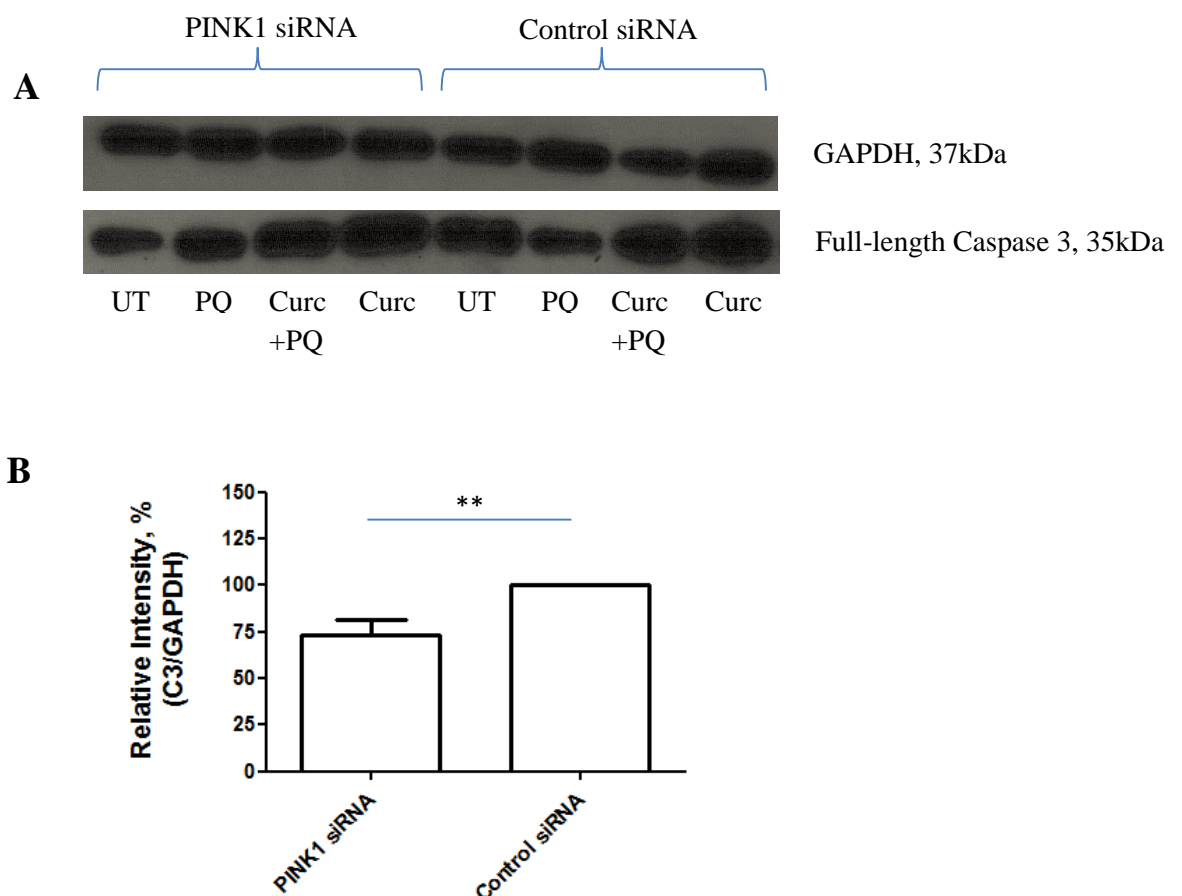 PINK1 siRNA Control siRNA
A
GAPDH, 37kDa
Full-length Caspase 3, 35kDa
UT PQ Curc Curc UT PQ Curc Curc
+PQ +PQ
B
Relative Intensity, %
(C3/GAPDH)
150
125
100
75
50
25
0
**
PINK1 siRNA
Control siRNA